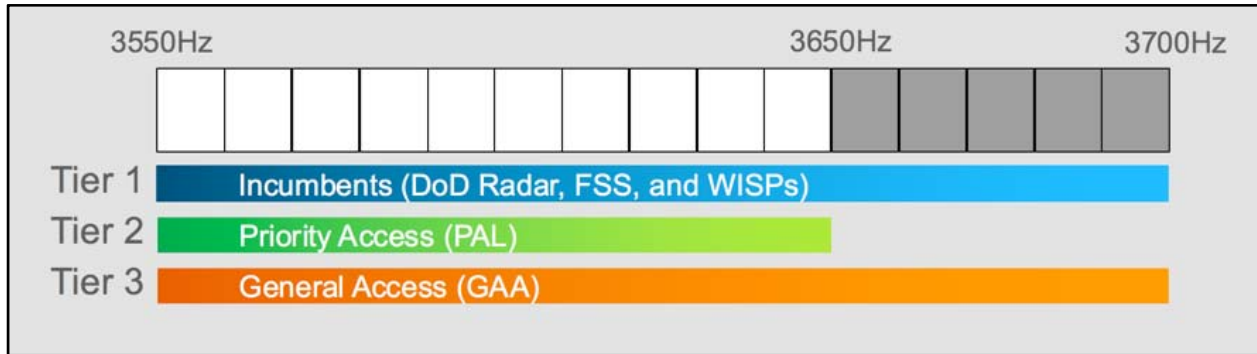 3550Hz 3650Hz 3700Hz
Tier 1 Incumbents (DoD Radar, FSS, and WISPs)
Tier 2 Priority Access (PAL)
Tier 3 General Access (GAA)